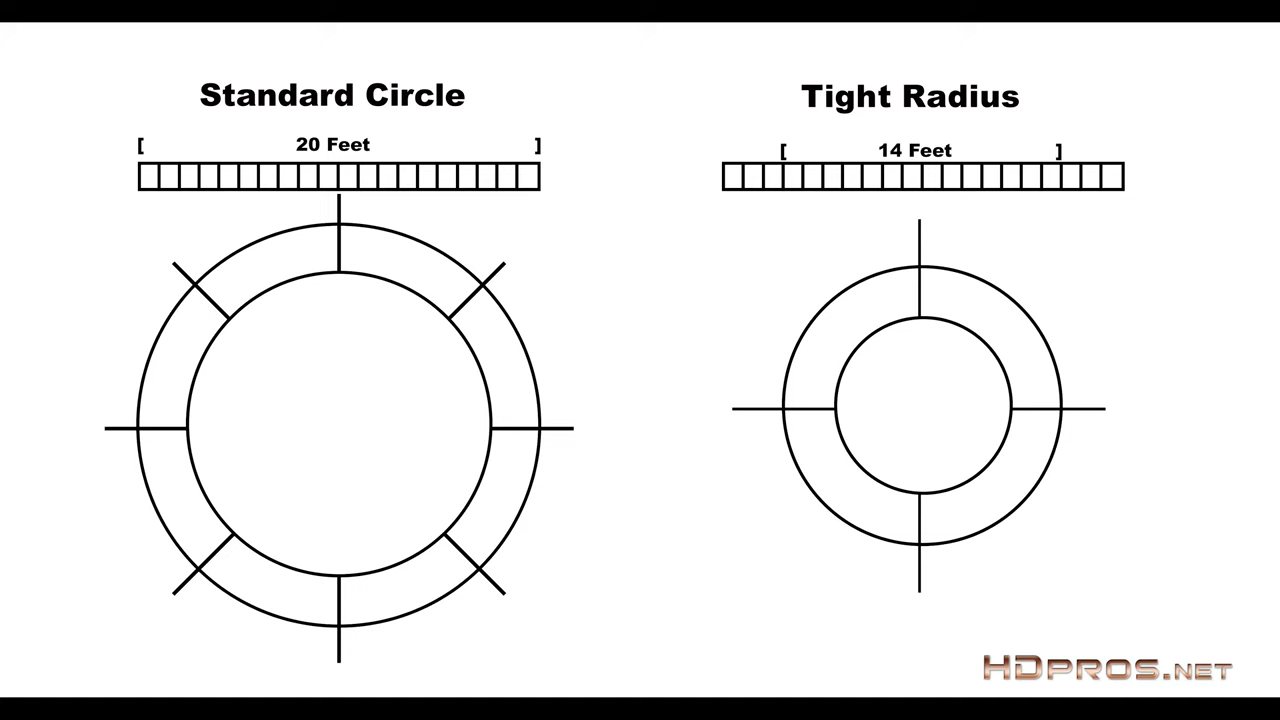 Standard Circle
[ 20 Feet ]
Tight Radius
[ 14 Feet ]
HDPROS.NET